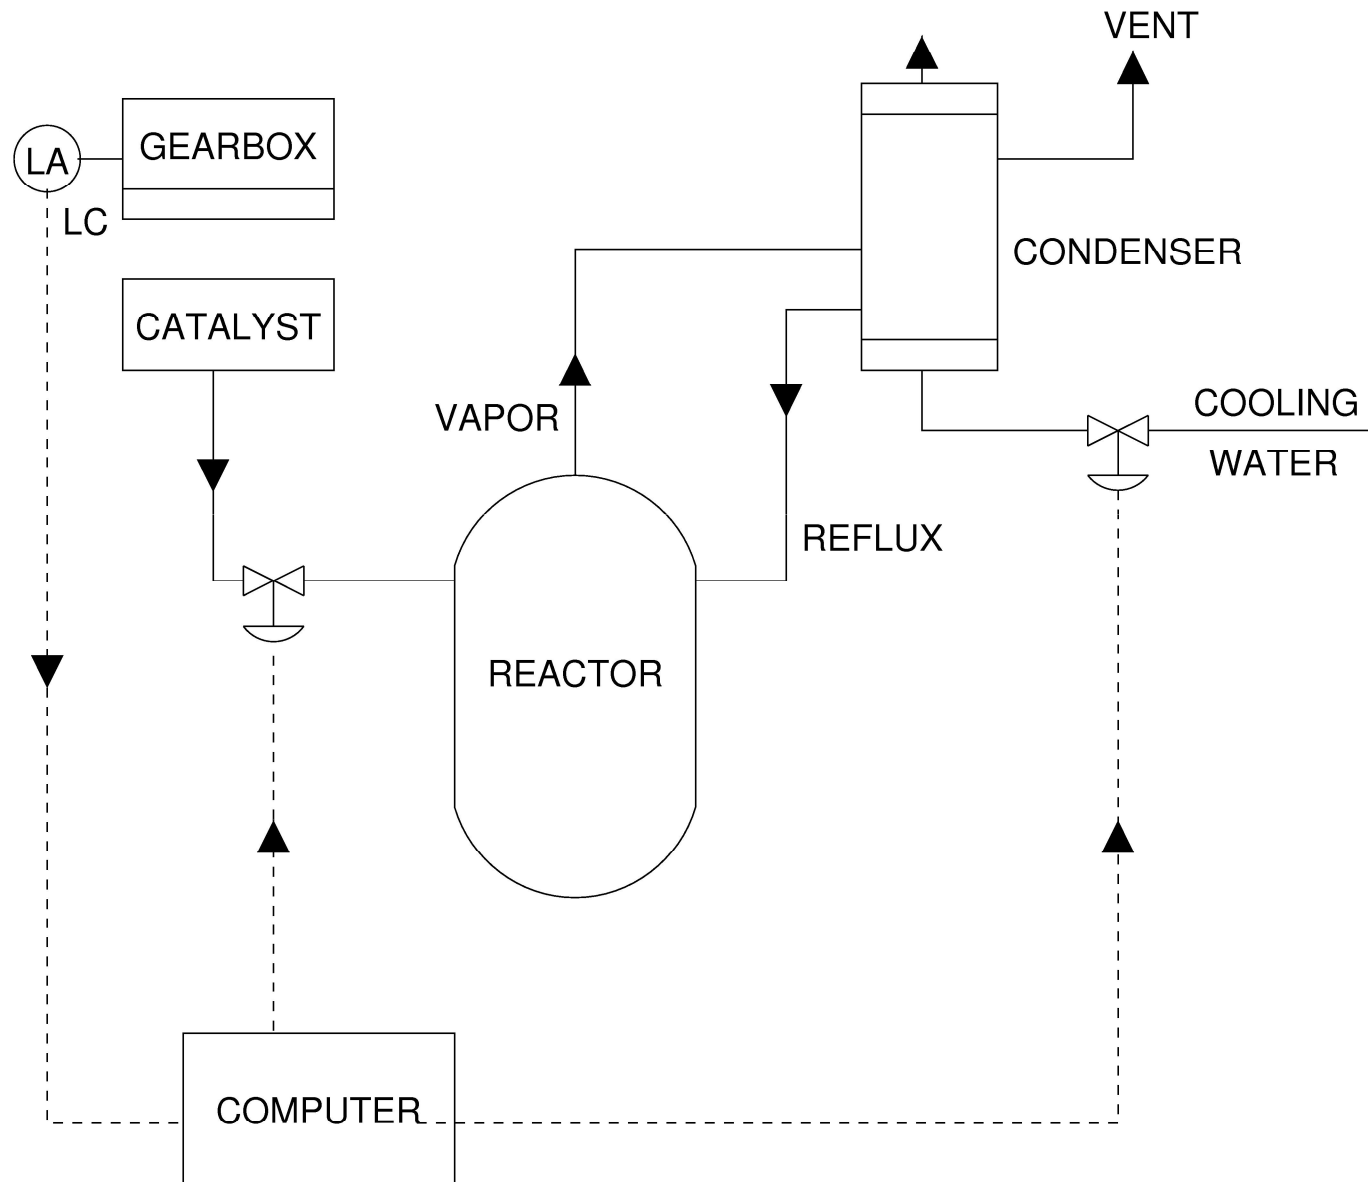 VENT
GEARBOX
LA
LC
CONDENSER
CATALYST
VAPOR
COOLING
WATER
REFLUX
REACTOR
COMPUTER